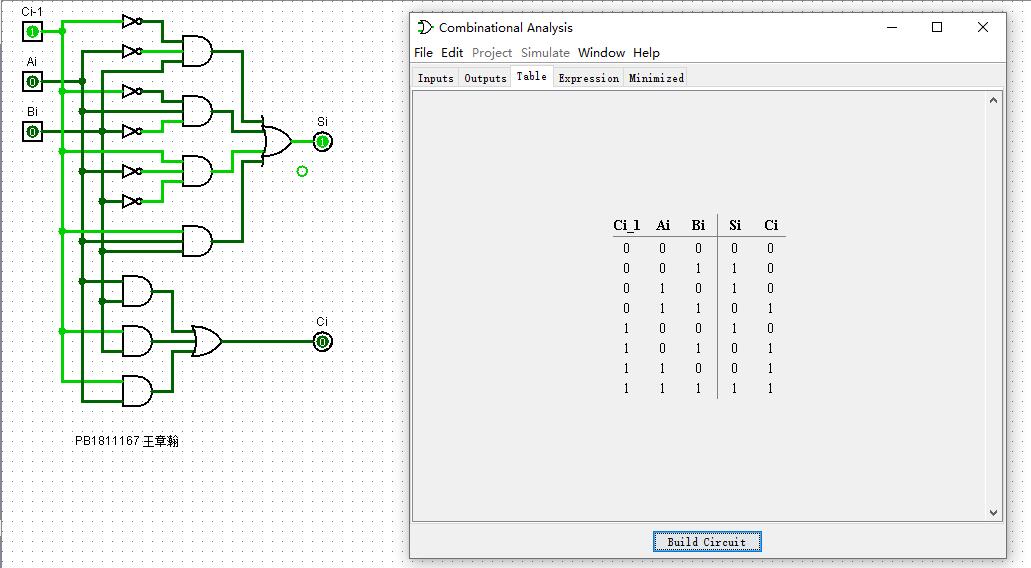 Ci-1
1
Ai
0
Bi
0
Si
1
Ci
0
PB1811167 王章瀚
Combinational Analysis
File Edit Project Simulate Window Help
Inputs Outputs Table Expression Minimized
Ci_1 Ai Bi Si Ci
0 0 0 0 0
0 0 1 1 0
0 1 0 1 0
0 1 1 0 1
1 0 0 1 0
1 0 1 0 1
1 1 0 0 1
1 1 1 1 1
Build Circuit